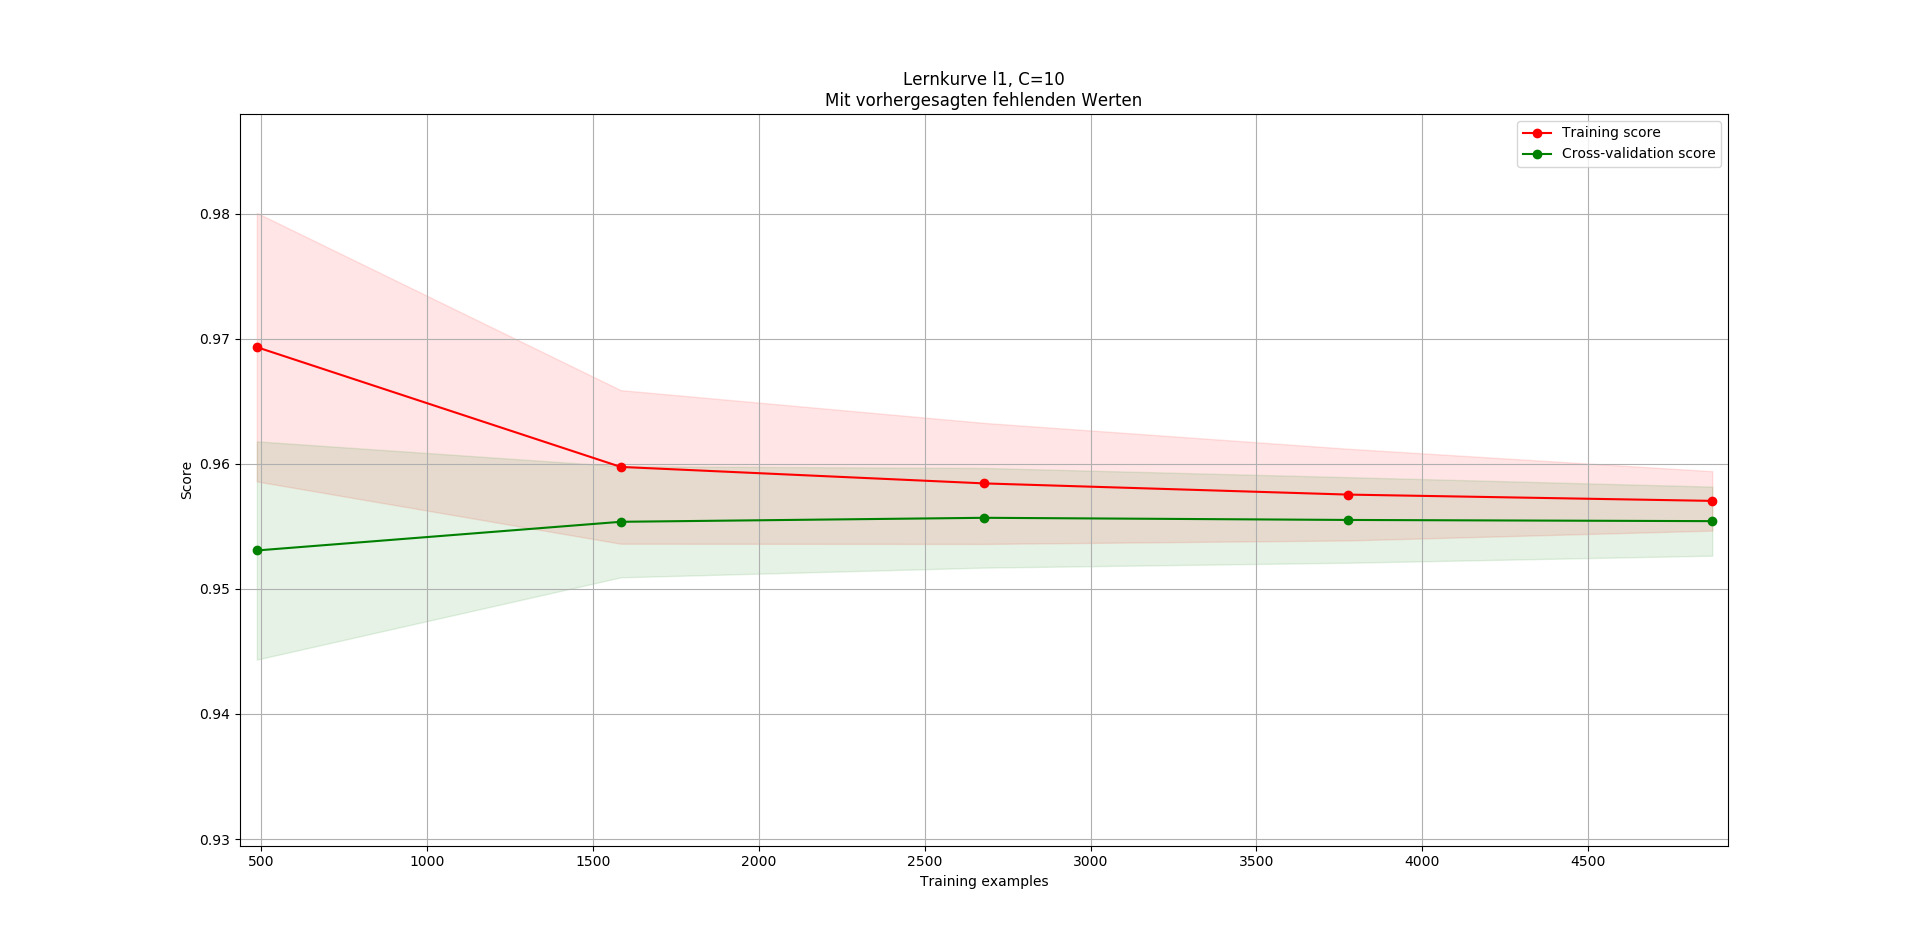 Lernkurve l1, C=10
Mit vorhergesagten fehlenden Werten
Training score
Cross-validation score
0.98
0.97
0.96
0.95
0.94
0.93
Score
500 1000 1500 2000 2500 3000 3500 4000 4500
Training examples